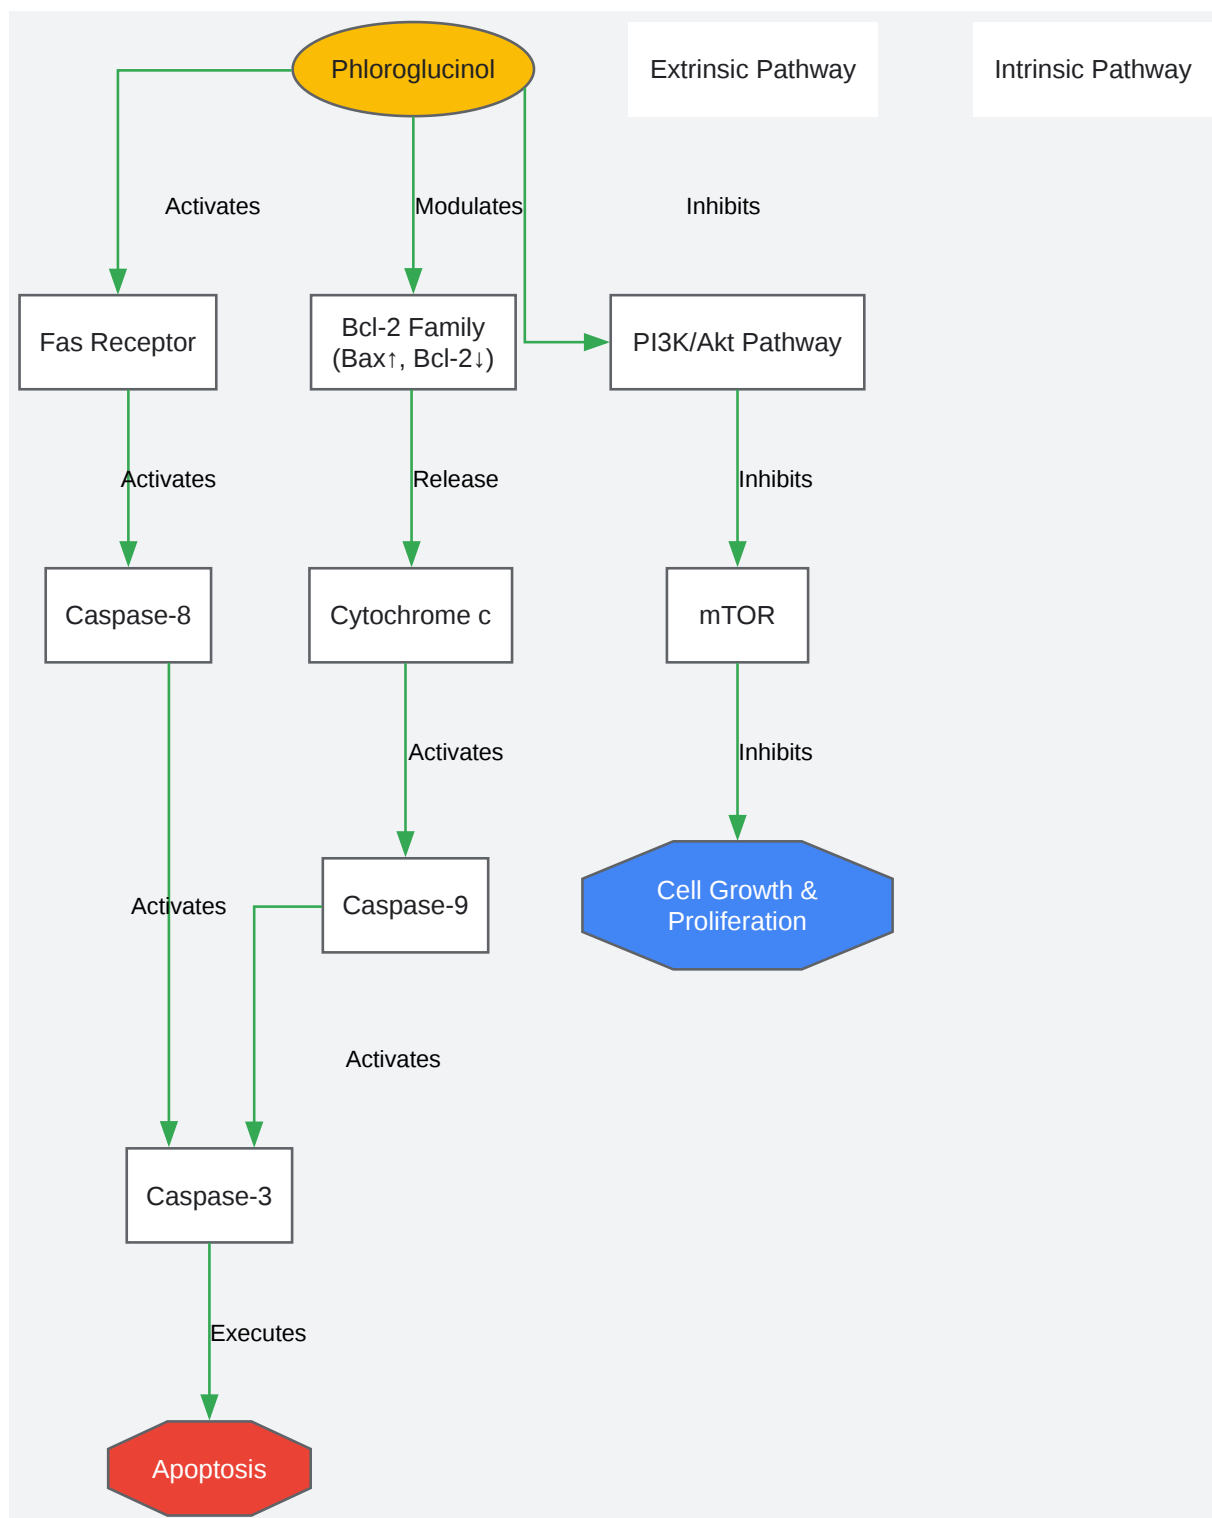 Phloroglucinol
Extrinsic Pathway
Intrinsic Pathway
Activates
Modulates
Inhibits
Fas Receptor
Bcl-2 Family
(Bax↑, Bcl-2↓)
PI3K/Akt Pathway
Activates
Release
Inhibits
Caspase-8
Cytochrome c
mTOR
Activates
Inhibits
Activates
Caspase-9
Cell Growth &
Proliferation
Activates
Caspase-3
Executes
Apoptosis